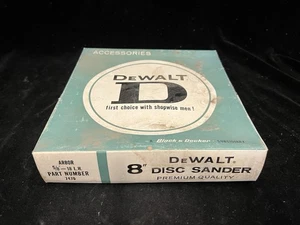 ACCESSORIES
DEWALT
D
first choice with shopwise men!
Black & Decker
ARBOR
PART NUMBER
8"
DEWALT
DISC SANDER
PREMIUM QUALITY